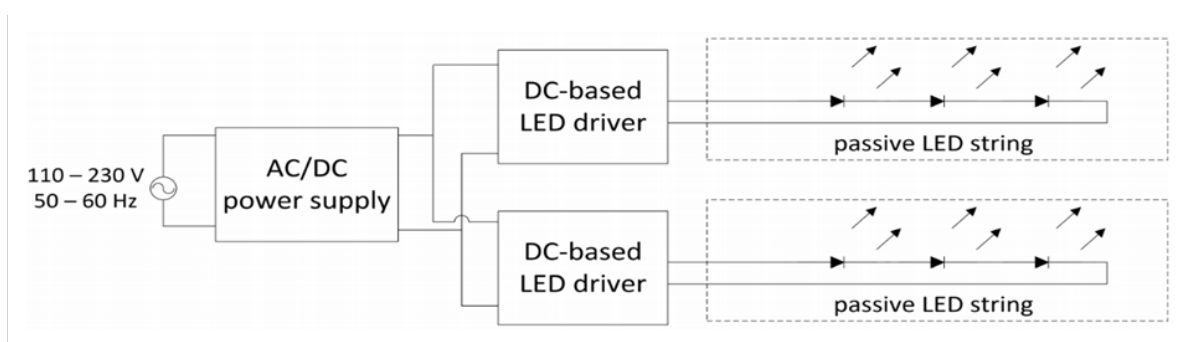 110 – 230 V
50 – 60 Hz
AC/DC
power supply
DC-based
LED driver
passive LED string
DC-based
LED driver
passive LED string